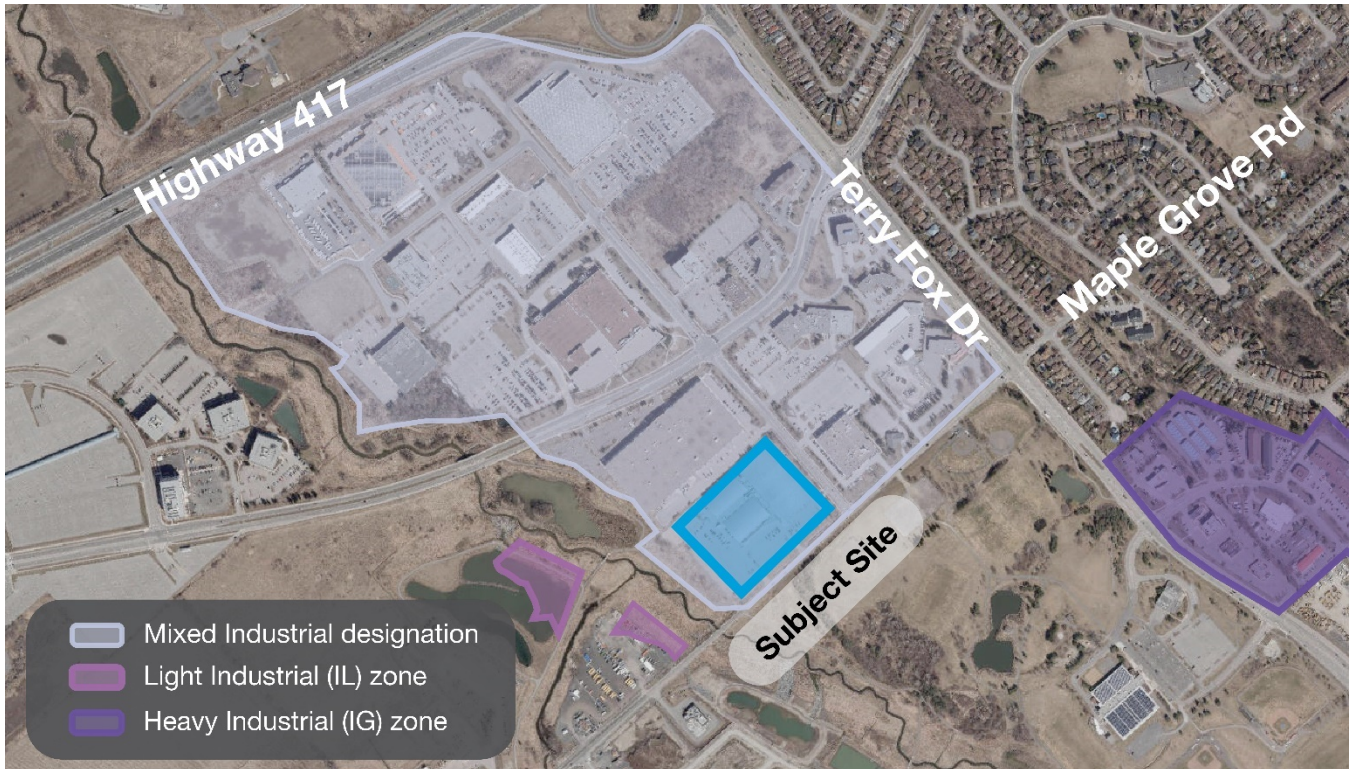 Highway 417
Terry Fox Dr
Maple Grove Rd
Subject Site
Mixed Industrial designation
Light Industrial (IL) zone
Heavy Industrial (IG) zone